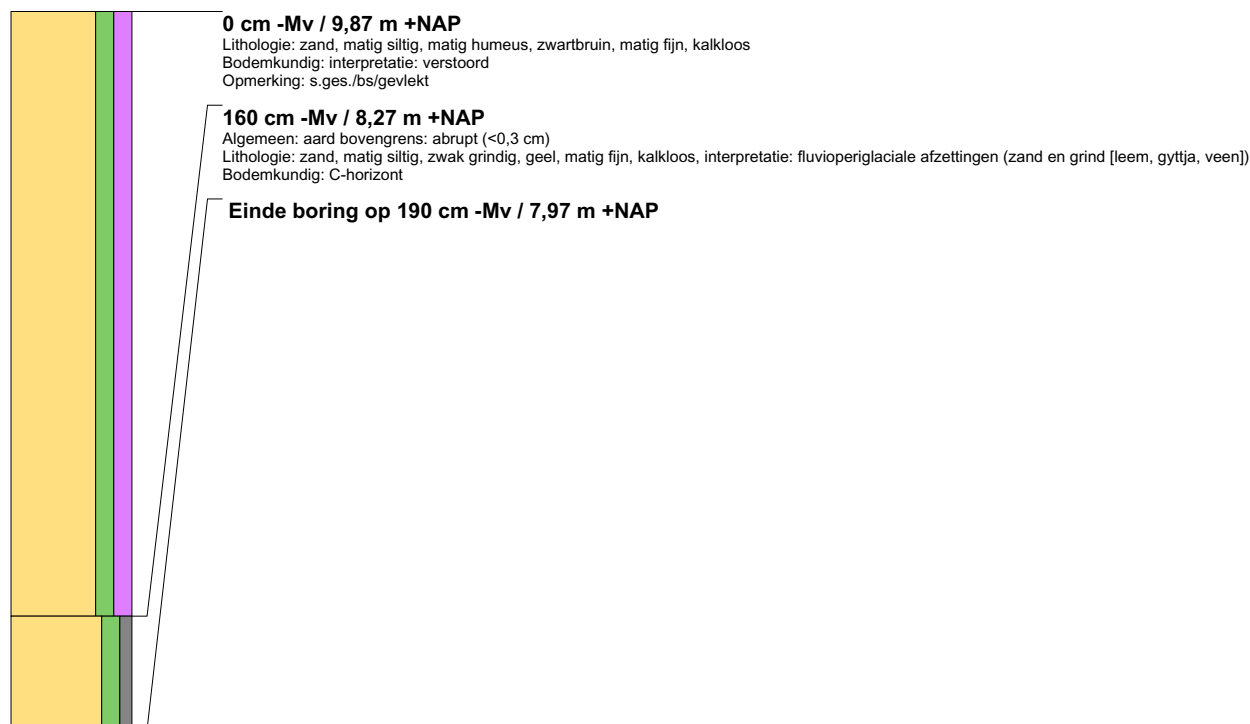 0 cm -Mv / 9,87 m +NAP
Lithologie: zand, matig siltig, matig humeus, zwartbruin, matig fijn, kalkloos
Bodemkundig: interpretatie: verstoord
Opmerking: s.ges./bs/gevlekt
160 cm -Mv / 8,27 m +NAP
Algemeen: aard bovengrens: abrupt (<0,3 cm)
Lithologie: zand, matig siltig, zwak grindig, geel, matig fijn, kalkloos, interpretatie: fluvioperiglaciale afzettingen (zand en grind [leem, gyttja, veen])
Bodemkundig: C-horizont
Einde boring op 190 cm -Mv / 7,97 m +NAP